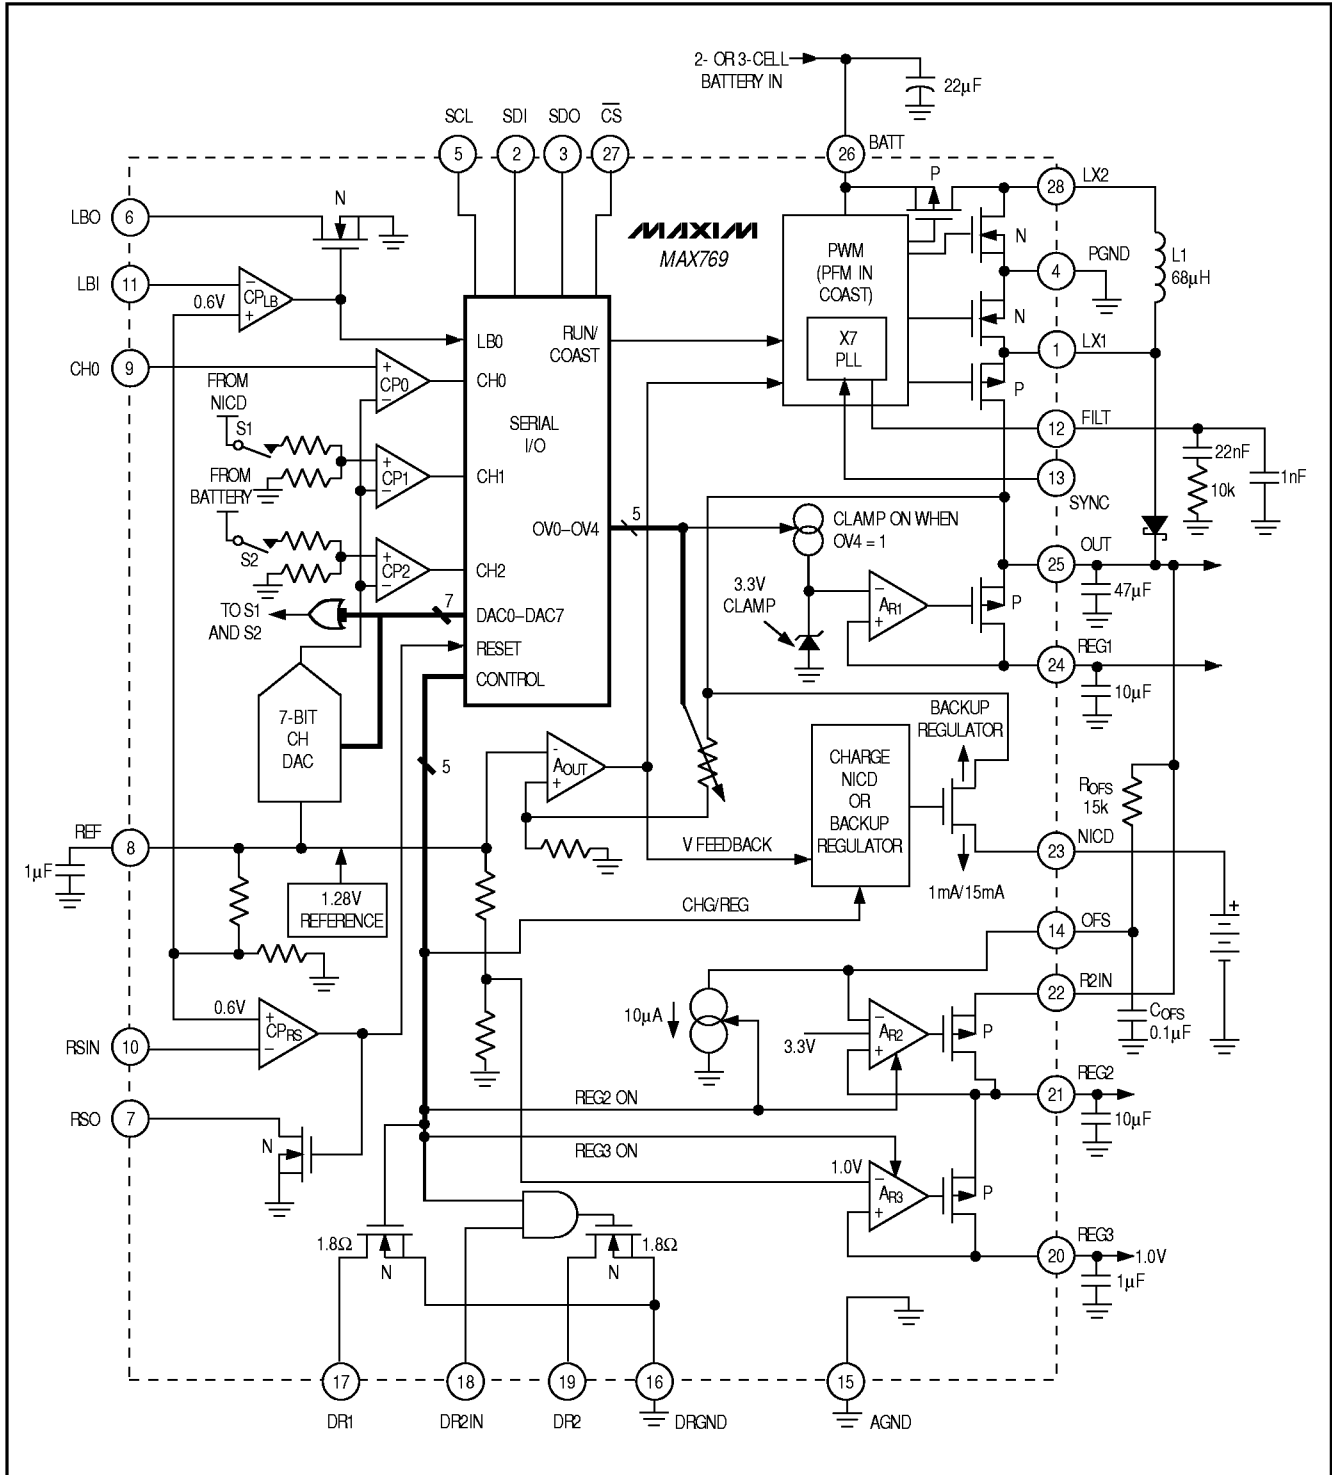 2- OR 3-CELL
BATTERY IN
22µF
SCL
SDI
SDO
CS
5
2
3
27
26
BATT
P
28
LX2
N
6
LBO
N
MAXIM
MAX769
PWM
(PFM IN
COAST)
4
PGND
L1
68µH
11
LBI
0.6V
−
CPLB
+
N
LB0
RUN/
COAST
X7
PLL
1
LX1
9
CH0
FROM
NICD
+
CP0
−
CH0
P
S1
SERIAL
I/O
12
FILT
22nF
10k
1nF
FROM
BATTERY
+
CP1
−
CH1
13
SYNC
OV0–OV4
5
CLAMP ON WHEN
OV4 = 1
S2
+
CP2
−
CH2
25
OUT
47µF
3.3V
CLAMP
−
AR1
+
P
TO S1
AND S2
7
DAC0–DAC7
RESET
CONTROL
24
REG1
10µF
7-BIT
CH
DAC
5
BACKUP
REGULATOR
CHARGE
NICD
OR
BACKUP
REGULATOR
-
AOUT
+
ROFS
15k
REF
8
1µF
V FEEDBACK
23
NICD
1.28V
REFERENCE
1mA/15mA
CHG/REG
14
OFS
+
22
R2IN
0.6V
+
CPRS
−
10µA
−
AR2
+
3.3V
P
COFS
0.1µF
RSIN
10
REG2 ON
21
REG2
10µF
RSO
7
N
REG3 ON
1.0V
−
AR3
+
P
1.8Ω
N
1.8Ω
N
20
REG3
1.0V
1µF
17
18
19
16
15
DR1
DR2IN
DR2
DRGND
AGND